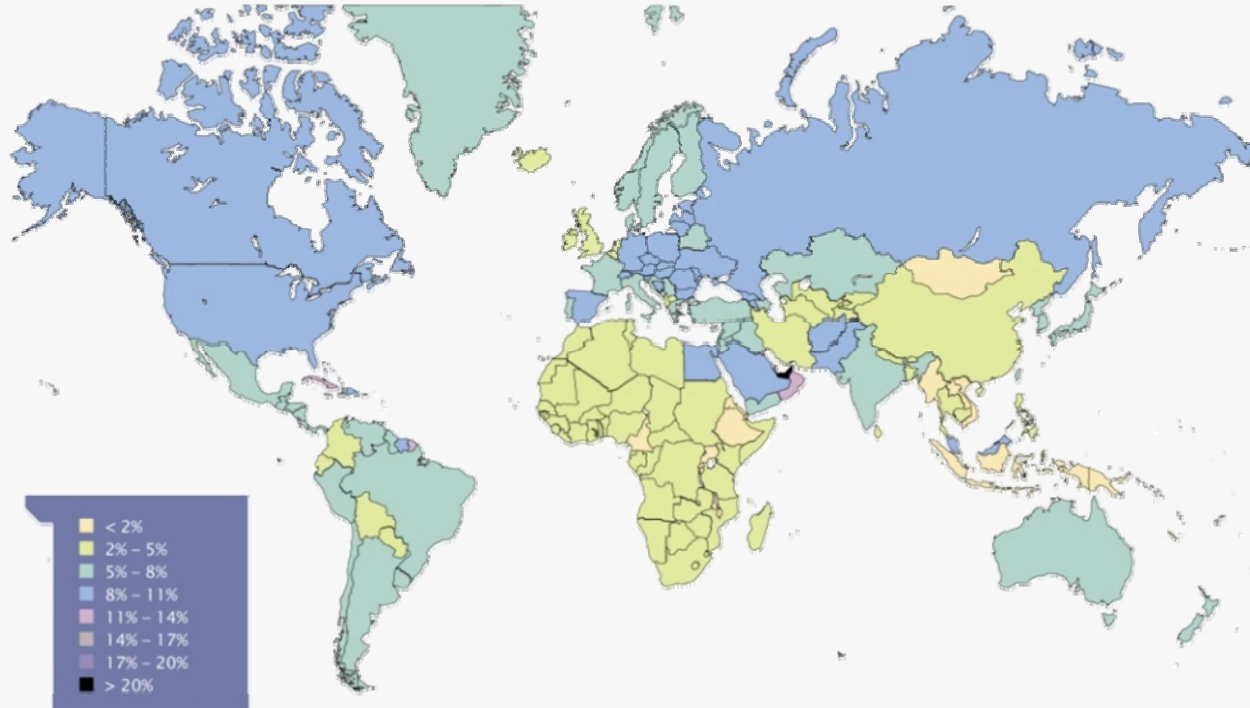 < 2%
2% – 5%
5% – 8%
8% – 11%
11% – 14%
14% – 17%
17% – 20%
> 20%